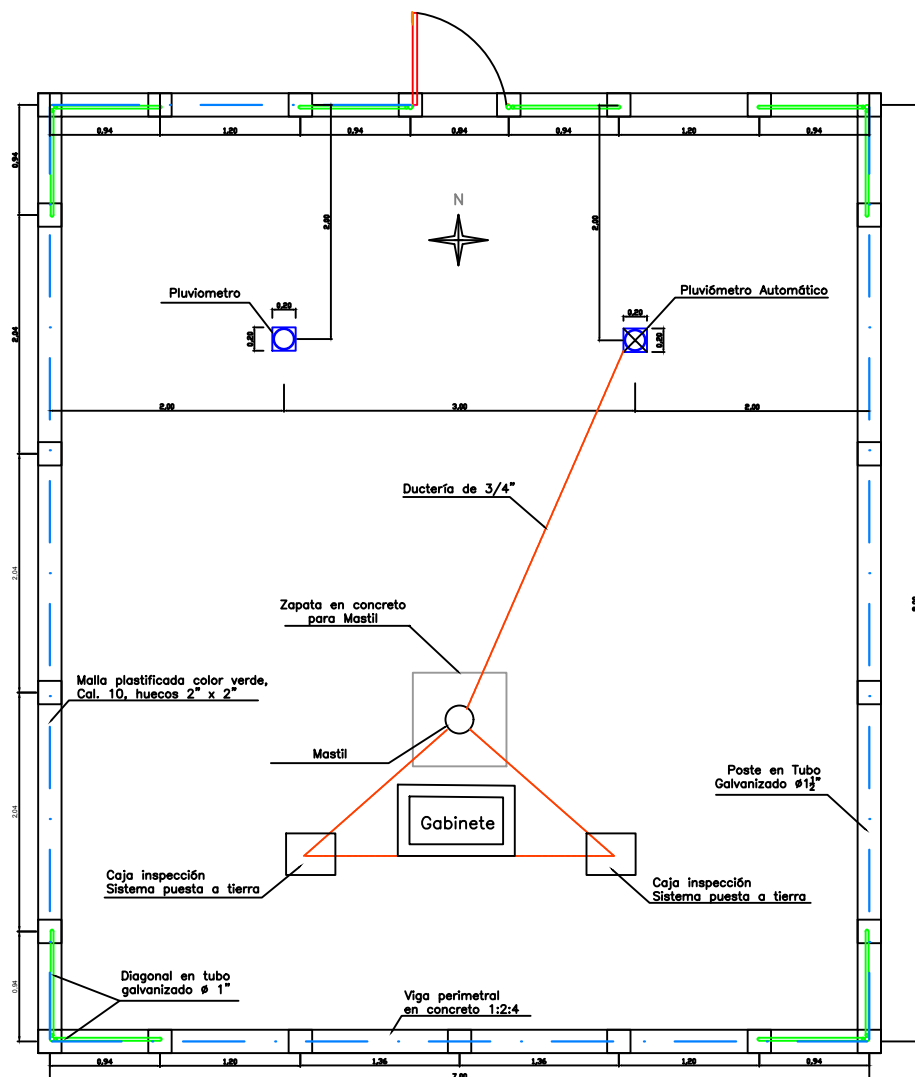 0.94 1.20 0.94 0.84 0.94 1.20 0.94
0.94
N
2.00
2.00
Pluviometro
0.20
0.20
Pluviómetro Automático
0.20
0.20
2.04
2.00 3.00 2.00
Ductería de 3/4"
2.04
Zapata en concreto
para Mastil
Malla plastificada color verde,
Cal. 10, huecos 2" x 2"
Mastil
Poste en Tubo
Galvanizado ø1½"
2.04
Gabinete
Caja inspección
Sistema puesta a tierra
Caja inspección
Sistema puesta a tierra
Diagonal en tubo
galvanizado ø 1"
0.94
Viga perimetral
en concreto 1:2:4
0.94 1.20 1.36 1.36 1.20 0.94
7.00